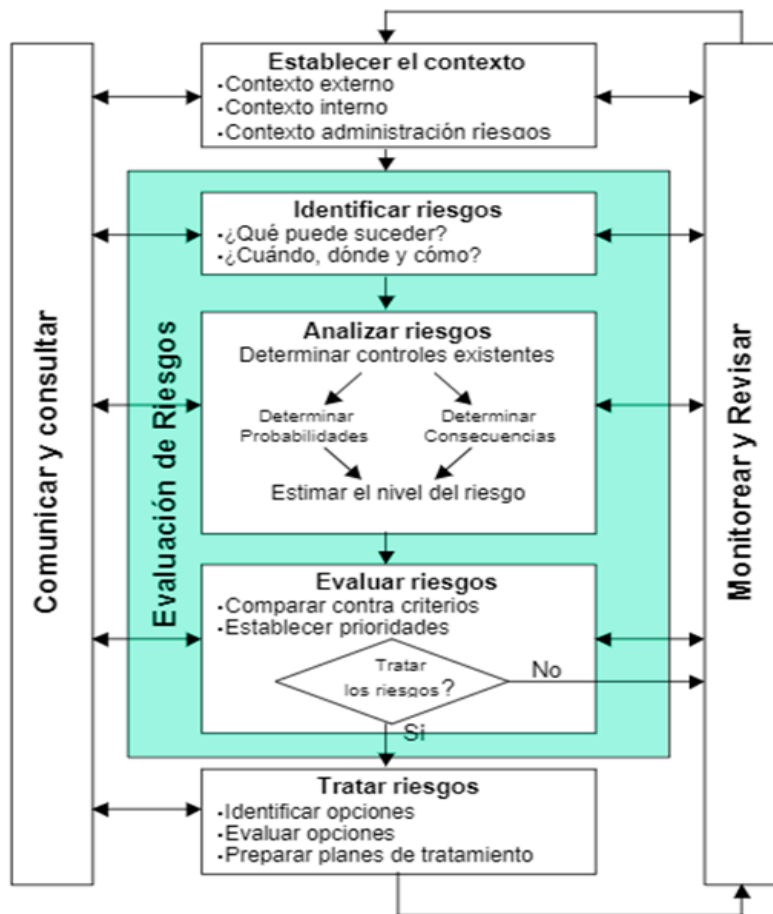 Establecer el contexto
·Contexto externo
·Contexto interno
·Contexto administración riesgos
Comunicar y consultar
Evaluación de Riesgos
Identificar riesgos
·¿Qué puede suceder?
·¿Cuándo, dónde y cómo?
Analizar riesgos
Determinar controles existentes
Determinar
Probabilidades
Determinar
Consecuencias
Estimar el nivel del riesgo
Evaluar riesgos
·Comparar contra criterios
·Establecer prioridades
Tratar
los riesgos?
No
Si
Tratar riesgos
·Identificar opciones
·Evaluar opciones
·Preparar planes de tratamiento
Monitorear y Revisar